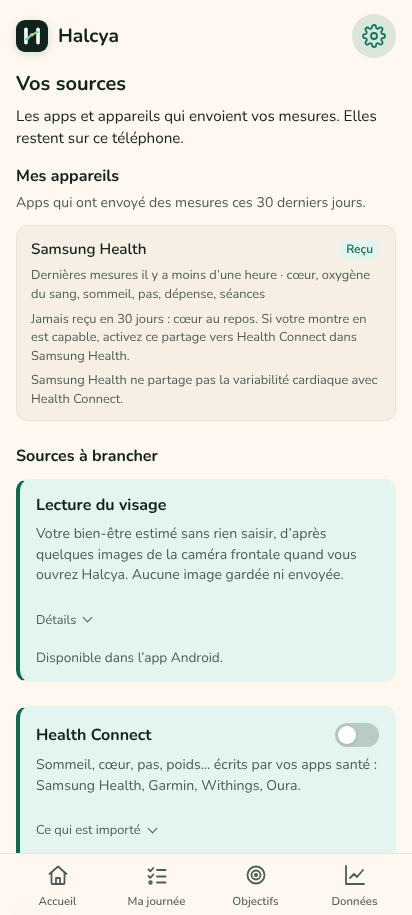 Halcya
Vos sources
Les apps et appareils qui envoient vos mesures. Elles
restent sur ce téléphone.
Mes appareils
Apps qui ont envoyé des mesures ces 30 derniers jours.
Samsung Health
Reçu
Dernières mesures il y a moins d’une heure · cœur, oxygène
du sang, sommeil, pas, dépense, séances
Jamais reçu en 30 jours : cœur au repos. Si votre montre en
est capable, activez ce partage vers Health Connect dans
Samsung Health.
Samsung Health ne partage pas la variabilité cardiaque avec
Health Connect.
Sources à brancher
Lecture du visage
Votre bien-être estimé sans rien saisir, d’après
quelques images de la caméra frontale quand vous
ouvrez Halcya. Aucune image gardée ni envoyée.
Détails
Disponible dans l’app Android.
Health Connect
Sommeil, cœur, pas, poids… écrits par vos apps santé :
Samsung Health, Garmin, Withings, Oura.
Ce qui est importé
Accueil
Ma journée
Objectifs
Données